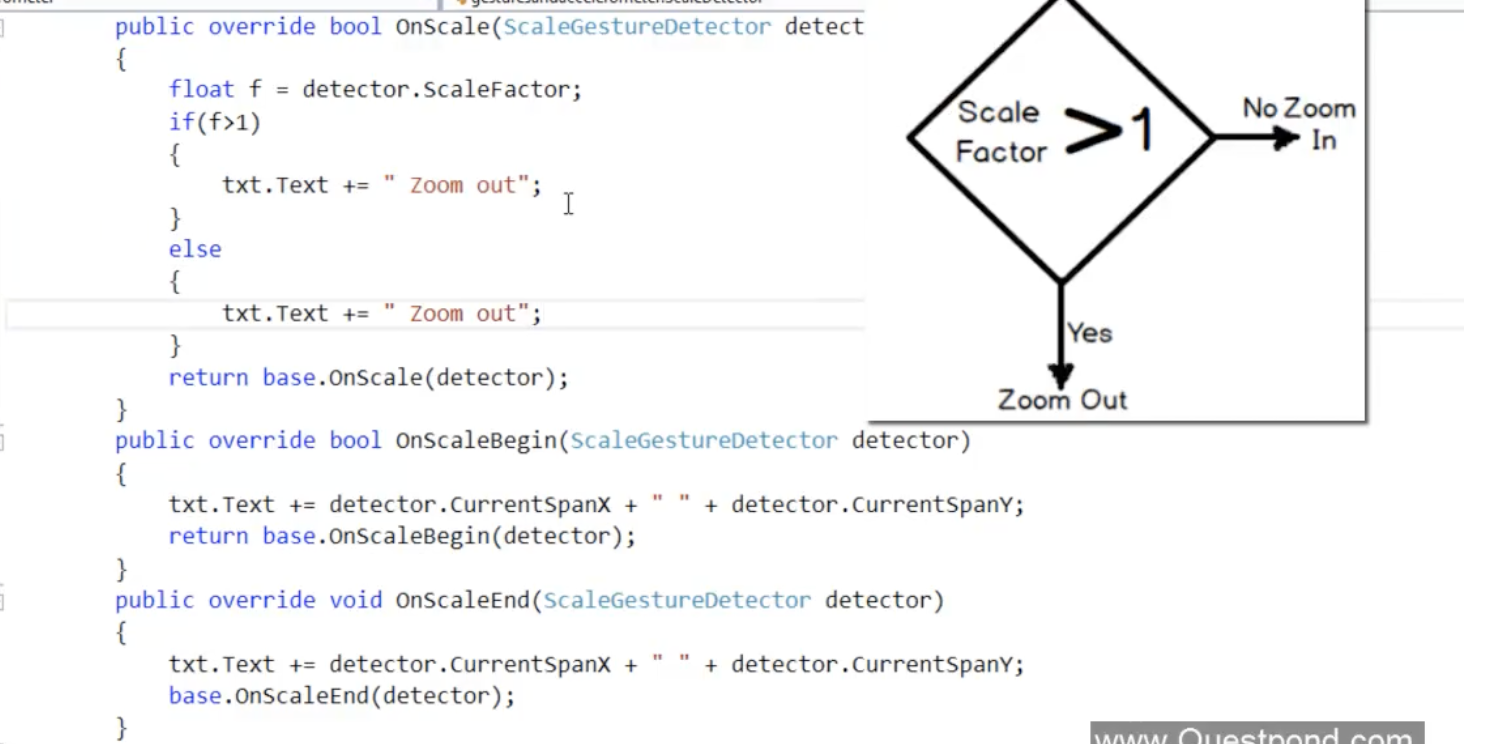 public override bool OnScale(ScaleGestureDetector detect
{
float f = detector.ScaleFactor;
if(f>1)
{
txt.Text += " Zoom out";
}
else
{
txt.Text += " Zoom out";
}
return base.OnScale(detector);
}
public override bool OnScaleBegin(ScaleGestureDetector detector)
{
txt.Text += detector.CurrentSpanX + " " + detector.CurrentSpanY;
return base.OnScaleBegin(detector);
}
public override void OnScaleEnd(ScaleGestureDetector detector)
{
txt.Text += detector.CurrentSpanX + " " + detector.CurrentSpanY;
base.OnScaleEnd(detector);
}
Scale
Factor >1
No Zoom
In
Yes
Zoom Out
www.Questpond.com